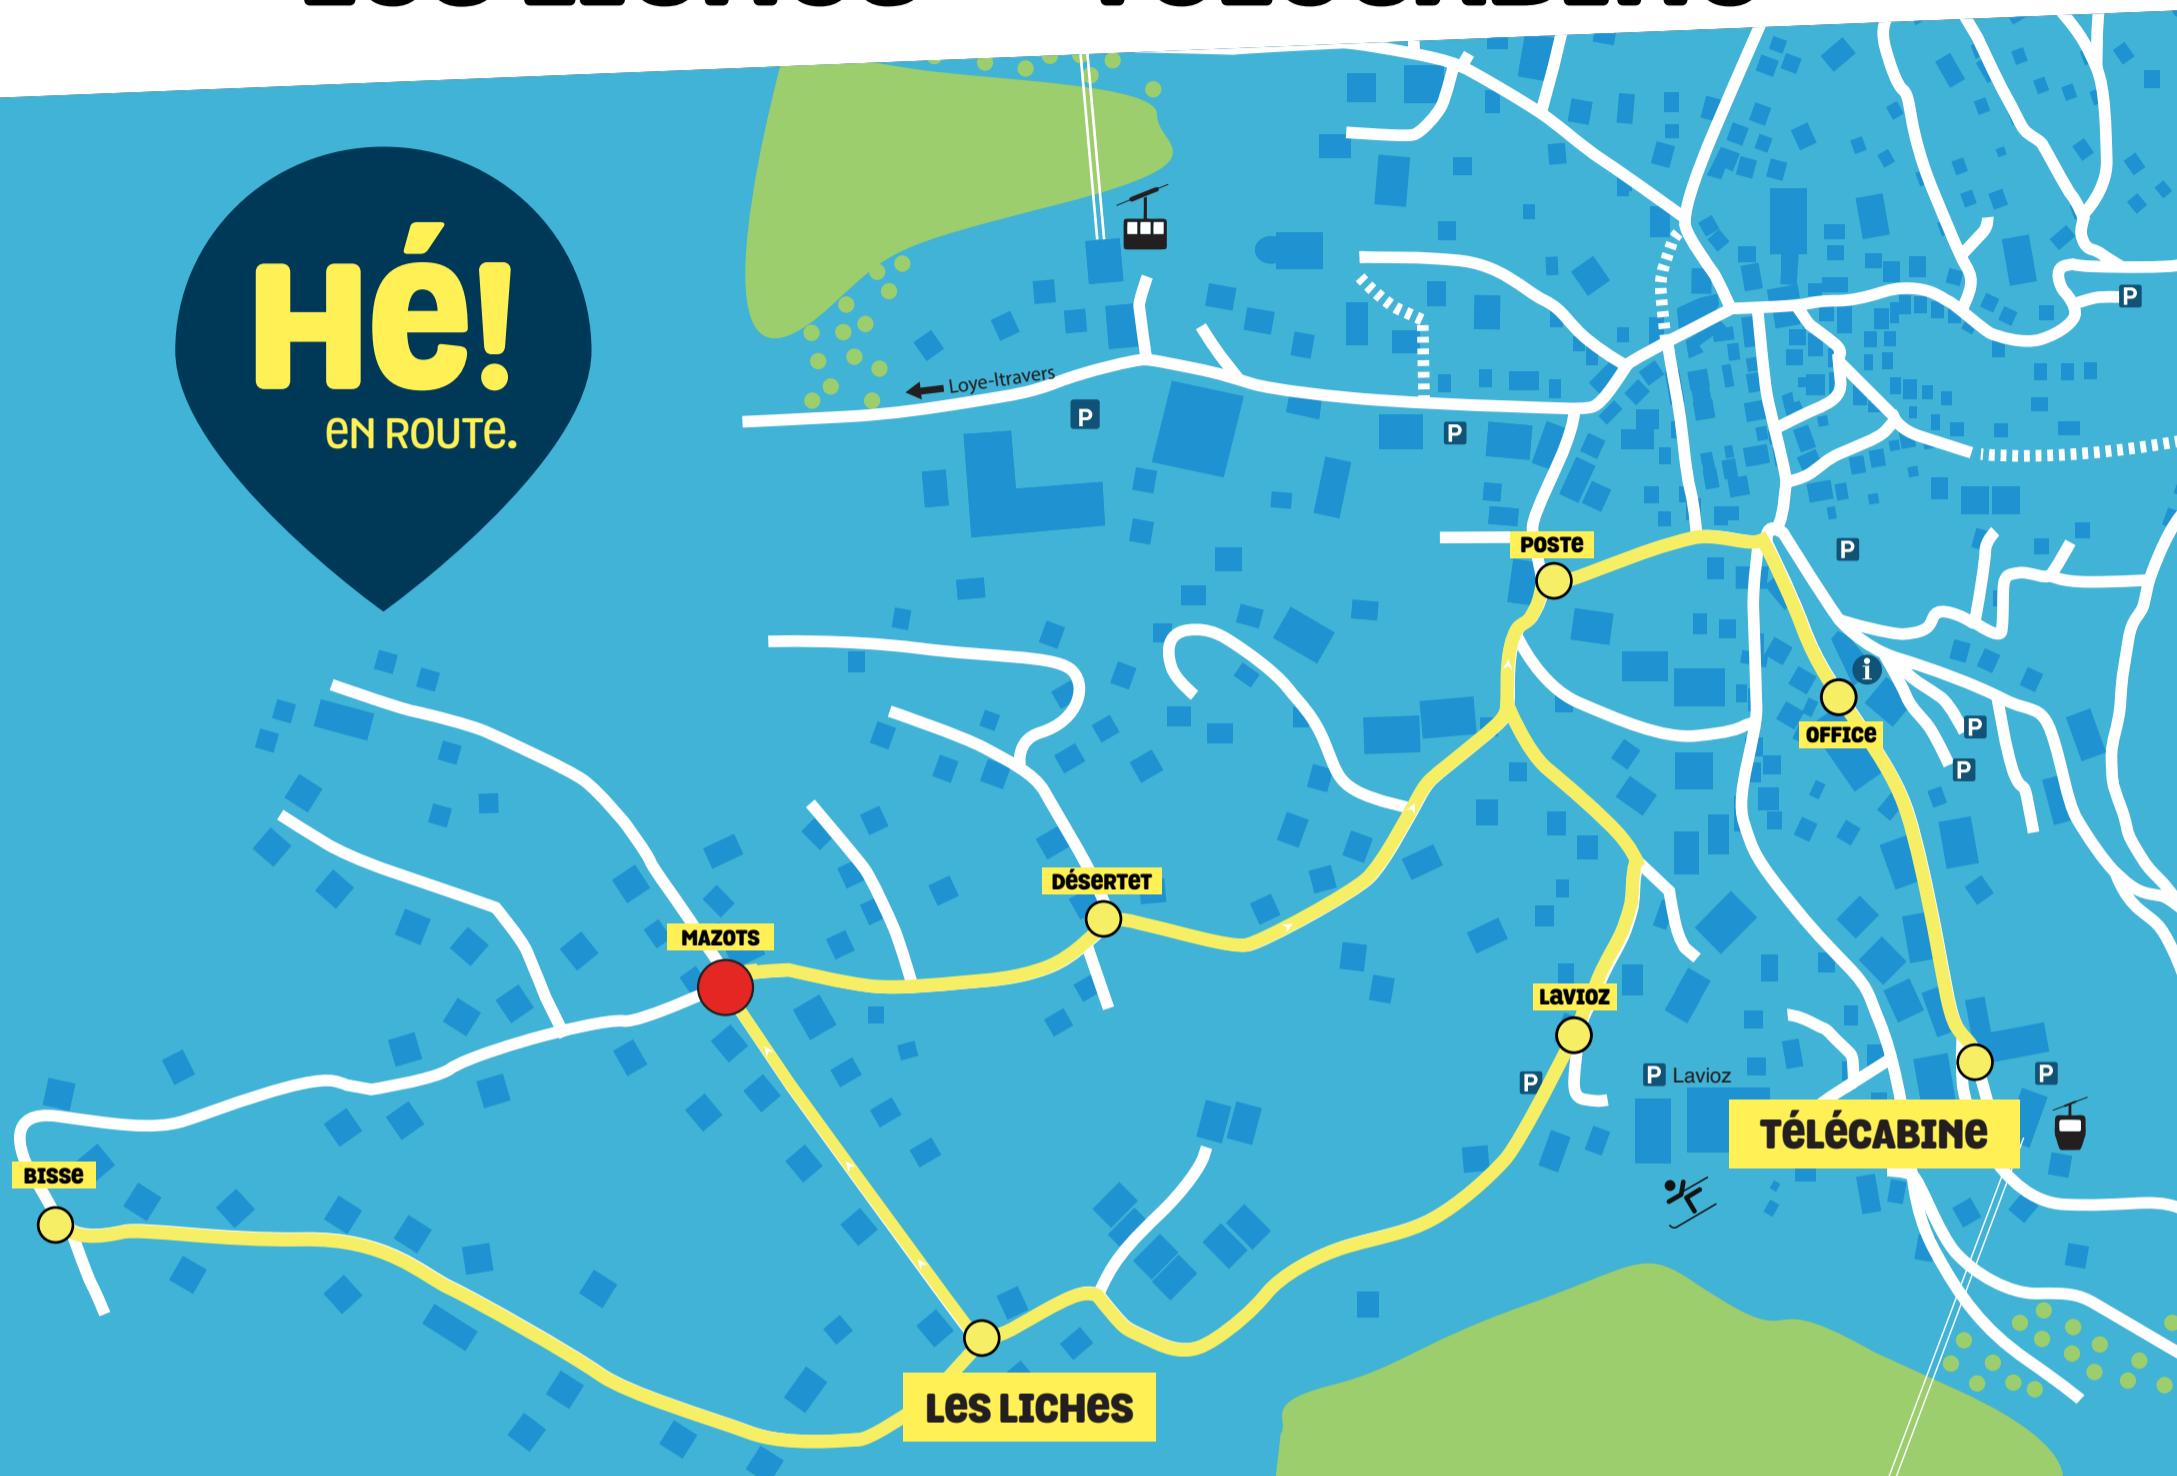 Hé!
en route.
Loye-Itravers
P
P
P
P
POSTE
i
OFFICE
P
P
DÉSERTET
MAZOTS
LAVIOZ
P
P Lavioz
P
TÉLÉCABINE
BISSE
Les Liches